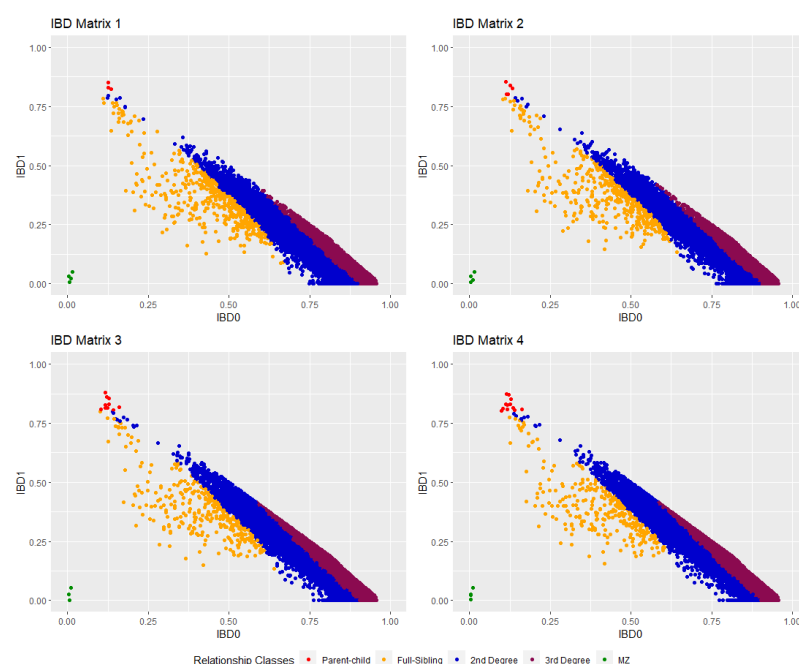 IBD Matrix 1
IBD Matrix 2
1.00
0.75
0.50
0.25
0.00
IBD1
0.00 0.25 0.50 0.75 1.00
IBD0
1.00
0.75
0.50
0.25
0.00
IBD1
0.00 0.25 0.50 0.75 1.00
IBD0
IBD Matrix 3
IBD Matrix 4
1.00
0.75
0.50
0.25
0.00
IBD1
0.00 0.25 0.50 0.75 1.00
IBD0
1.00
0.75
0.50
0.25
0.00
IBD1
0.00 0.25 0.50 0.75 1.00
IBD0
Relationship Classes Parent-child Full-Sibling 2nd Degree 3rd Degree MZ